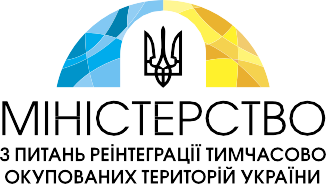 МІНІСТЕРСТВО
З ПИТАНЬ РЕІНТЕГРАЦІЇ ТИМЧАСОВО
ОКУПОВАНИХ ТЕРИТОРІЙ УКРАЇНИ